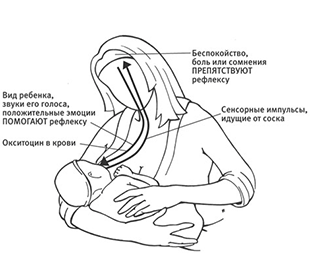 Беспокойство,
боль или сомнения
ПРЕПЯТСТВУЮТ
рефлексу
Вид ребенка,
звуки его голоса,
положительные эмоции
ПОМОГАЮТ рефлексу
Сенсорные импульсы,
идущие от соска
Окситоцин в крови